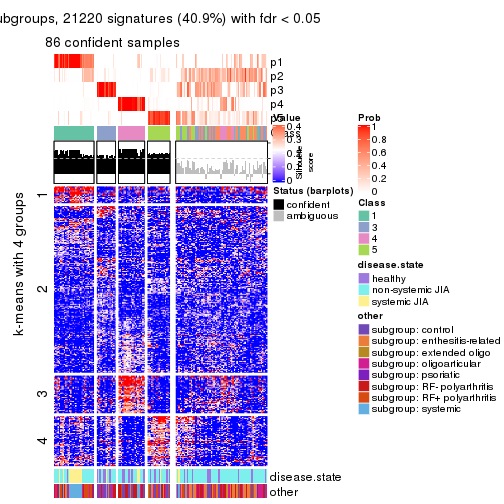 ubgroups, 21220 signatures (40.9%) with fdr < 0.05
86 confident samples
p1
p2
p3
p4
k-means with 4 groups
1
2
3
4
Value
0.4
0.3
0.2
0.1
0
Silhouette
score
Status (barplots)
confident
ambiguous
Prob
1
0.8
0.6
0.4
0.2
0
Class
1
3
4
5
disease.state
healthy
non-systemic JIA
systemic JIA
other
subgroup: control
subgroup: enthesitis-related
subgroup: extended oligo
subgroup: oligoarticular
subgroup: psoriatic
subgroup: RF- polyarthritis
subgroup: RF+ polyarthritis
subgroup: systemic
disease.state
other